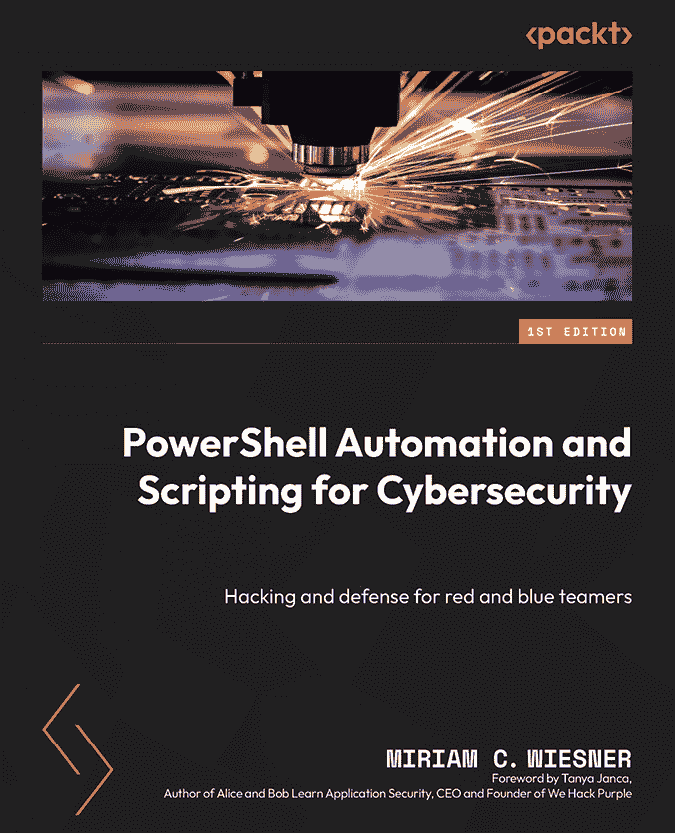 <packt>
1ST EDITION
PowerShell Automation and
Scripting for Cybersecurity
Hacking and defense for red and blue teamers
MIRIAM C. WIESNER
Foreword by Tanya Janca,
Author of Alice and Bob Learn Application Security, CEO and Founder of We Hack Purple